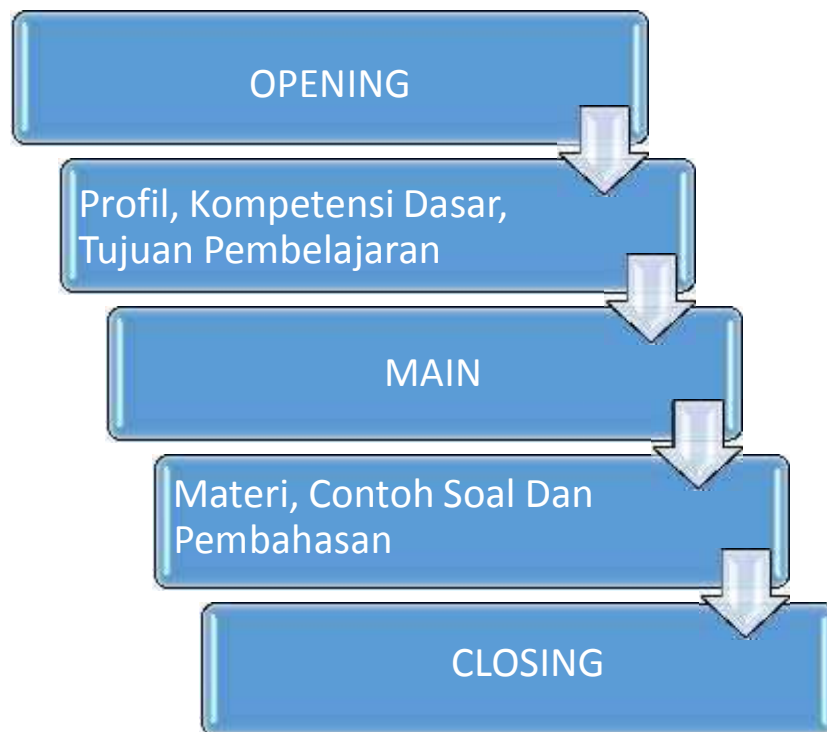 OPENING
Profil, Kompetensi Dasar,
Tujuan Pembelajaran
MAIN
Materi, Contoh Soal Dan
Pembahasan
CLOSING